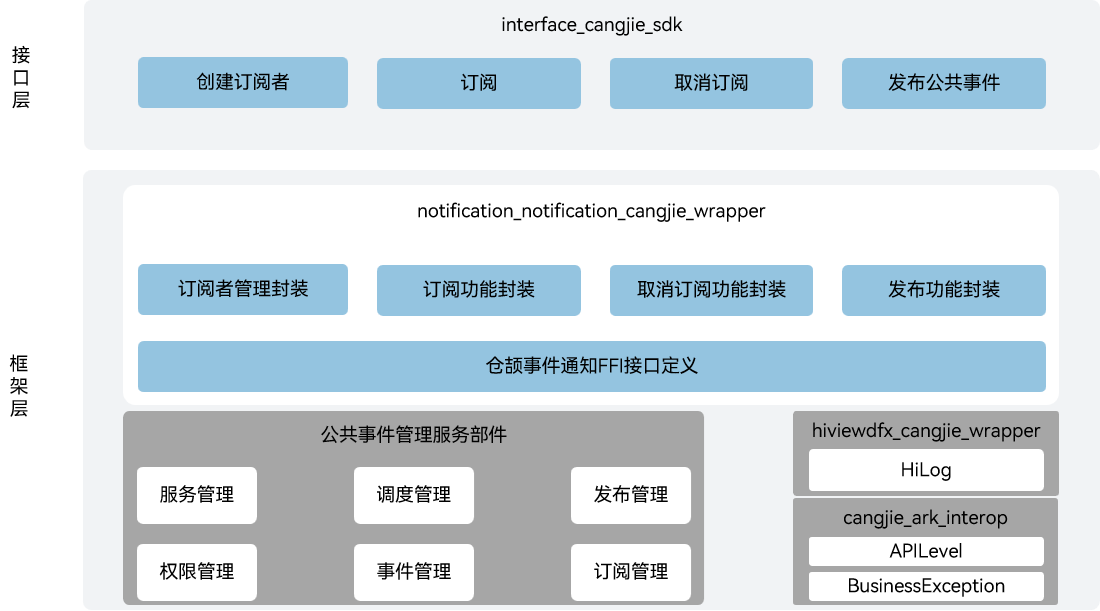 接口层
interface_cangjie_sdk
创建订阅者
订阅
取消订阅
发布公共事件
框架层
notification_notification_cangjie_wrapper
订阅者管理封装
订阅功能封装
取消订阅功能封装
发布功能封装
仓颉事件通知FFI接口定义
公共事件管理服务部件
服务管理
调度管理
发布管理
权限管理
事件管理
订阅管理
hiviewdfx_cangjie_wrapper
HiLog
cangjie_ark_interop
APILevel
BusinessException